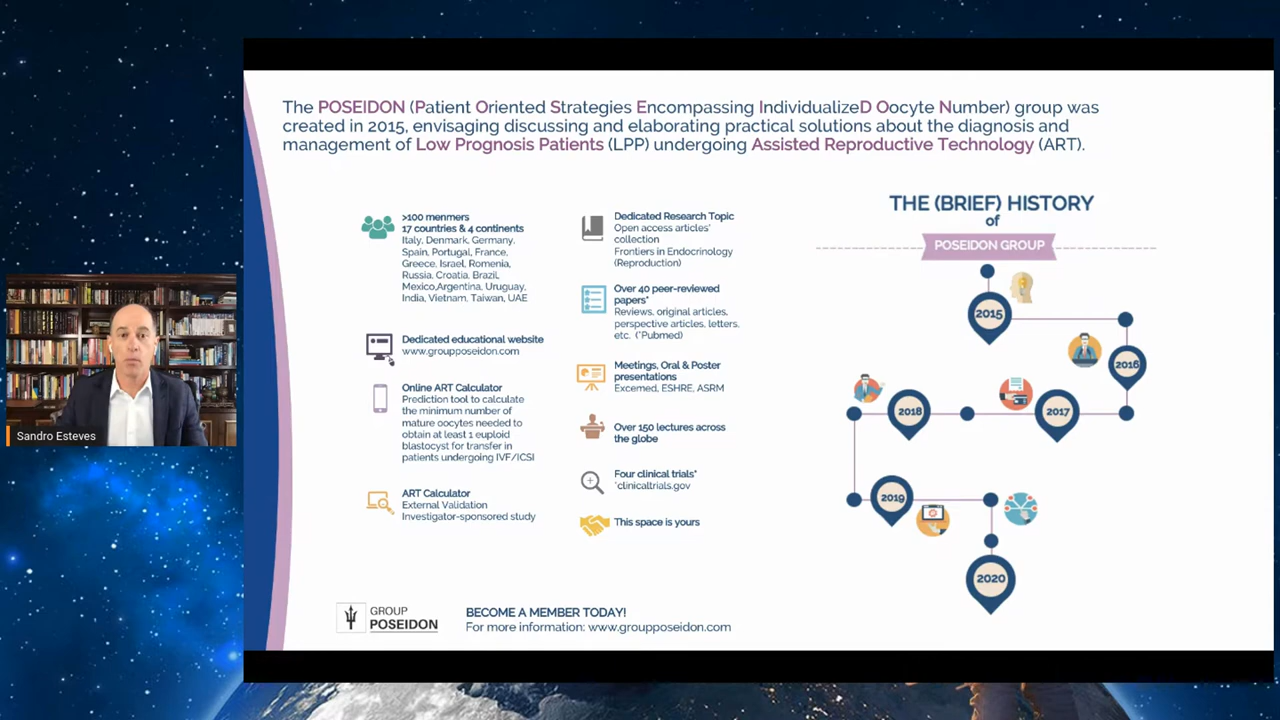 The POSEIDON (Patient Oriented Strategies Encompassing IndividualizeD Oocyte Number) group was
created in 2015, envisaging discussing and elaborating practical solutions about the diagnosis and
management of Low Prognosis Patients (LPP) undergoing Assisted Reproductive Technology (ART).
>100 menmers
17 countries & 4 continents
Italy, Denmark, Germany,
Spain, Portugal, France,
Greece, Israel, Romenia,
Russia, Croatia, Brazil,
Mexico,Argentina, Uruguay,
India, Vietnam, Taiwan, UAE
Dedicated educational website
www.groupposeidon.com
Online ART Calculator
Prediction tool to calculate
the minimum number of
mature oocytes needed to
obtain at least 1 euploid
blastocyst for transfer in
patients undergoing IVF/ICSI
ART Calculator
External Validation
Investigator-sponsored study
Dedicated Research Topic
Open access articles'
collection
Frontiers in Endocrinology
(Reproduction)
Over 40 peer-reviewed
papers*
Reviews, original articles,
perspective articles, letters,
etc. (*Pubmed)
Meetings, Oral & Poster
presentations
Excemed, ESHRE, ASRM
Over 150 lectures across
the globe
Four clinical trials*
*clinicaltrials.gov
This space is yours
THE (BRIEF) HISTORY
of
POSEIDON GROUP
2015
2016
2017
2018
2019
2020
GROUP
POSEIDON
BECOME A MEMBER TODAY!
For more information: www.groupposeidon.com
Sandro Esteves